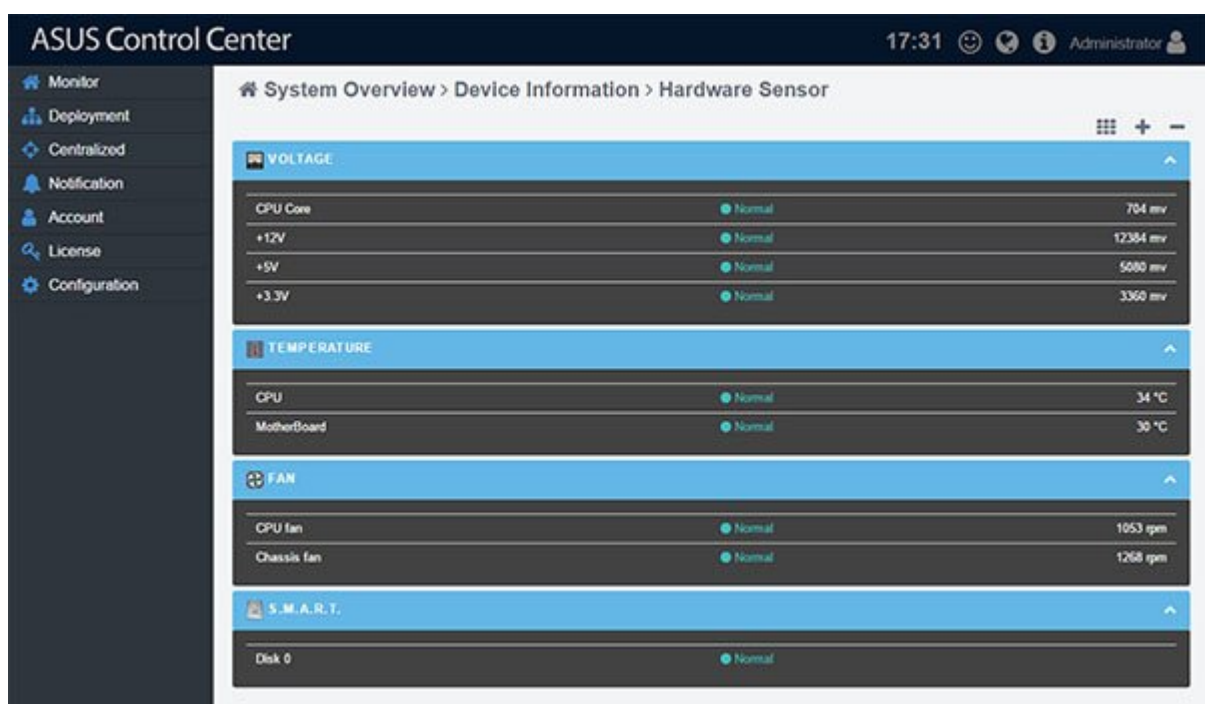 ASUS Control Center 17:31 Administrator
Monitor
Deployment
Centralized
Notification
Account
License
Configuration
System Overview > Device Information > Hardware Sensor
VOLTAGE
CPU Core Normal 704 mv
+12V Normal 12384 mv
+5V Normal 5080 mv
+3.3V Normal 3360 mv
TEMPERATURE
CPU Normal 34 °C
MotherBoard Normal 30 °C
FAN
CPU fan Normal 1053 rpm
Chassis fan Normal 1268 rpm
S.M.A.R.T.
Disk 0 Normal